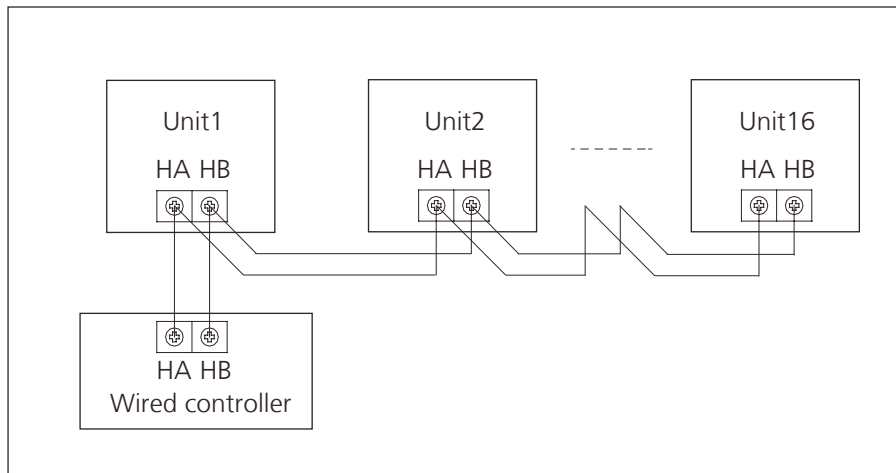 Unit1
HA HB
Unit2
HA HB
Unit16
HA HB
HA HB
Wired controller